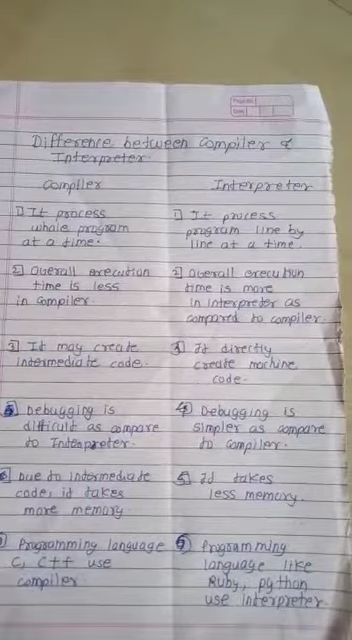 Difference between Compiler &
Interpreter.
Compiler
1) It process
whole program
at a time.
2) Overall execution
time is less
in compiler.
3) It may create
intermediate code.
5) Debugging is
difficult as compare
to Interpreter.
Due to intermediate
code, it takes
more memory.
Programming language
C, C++ use
compiler
Interpreter
1) It process
program line by
line at a time.
2) Overall execution
time is more
in interpreter as
compared to compiler.
3) It directly
create machine
code.
4) Debugging is
simpler as compare
to compiler.
5) It takes
less memory.
6) Programming
language like
Ruby, python
use interpreter.